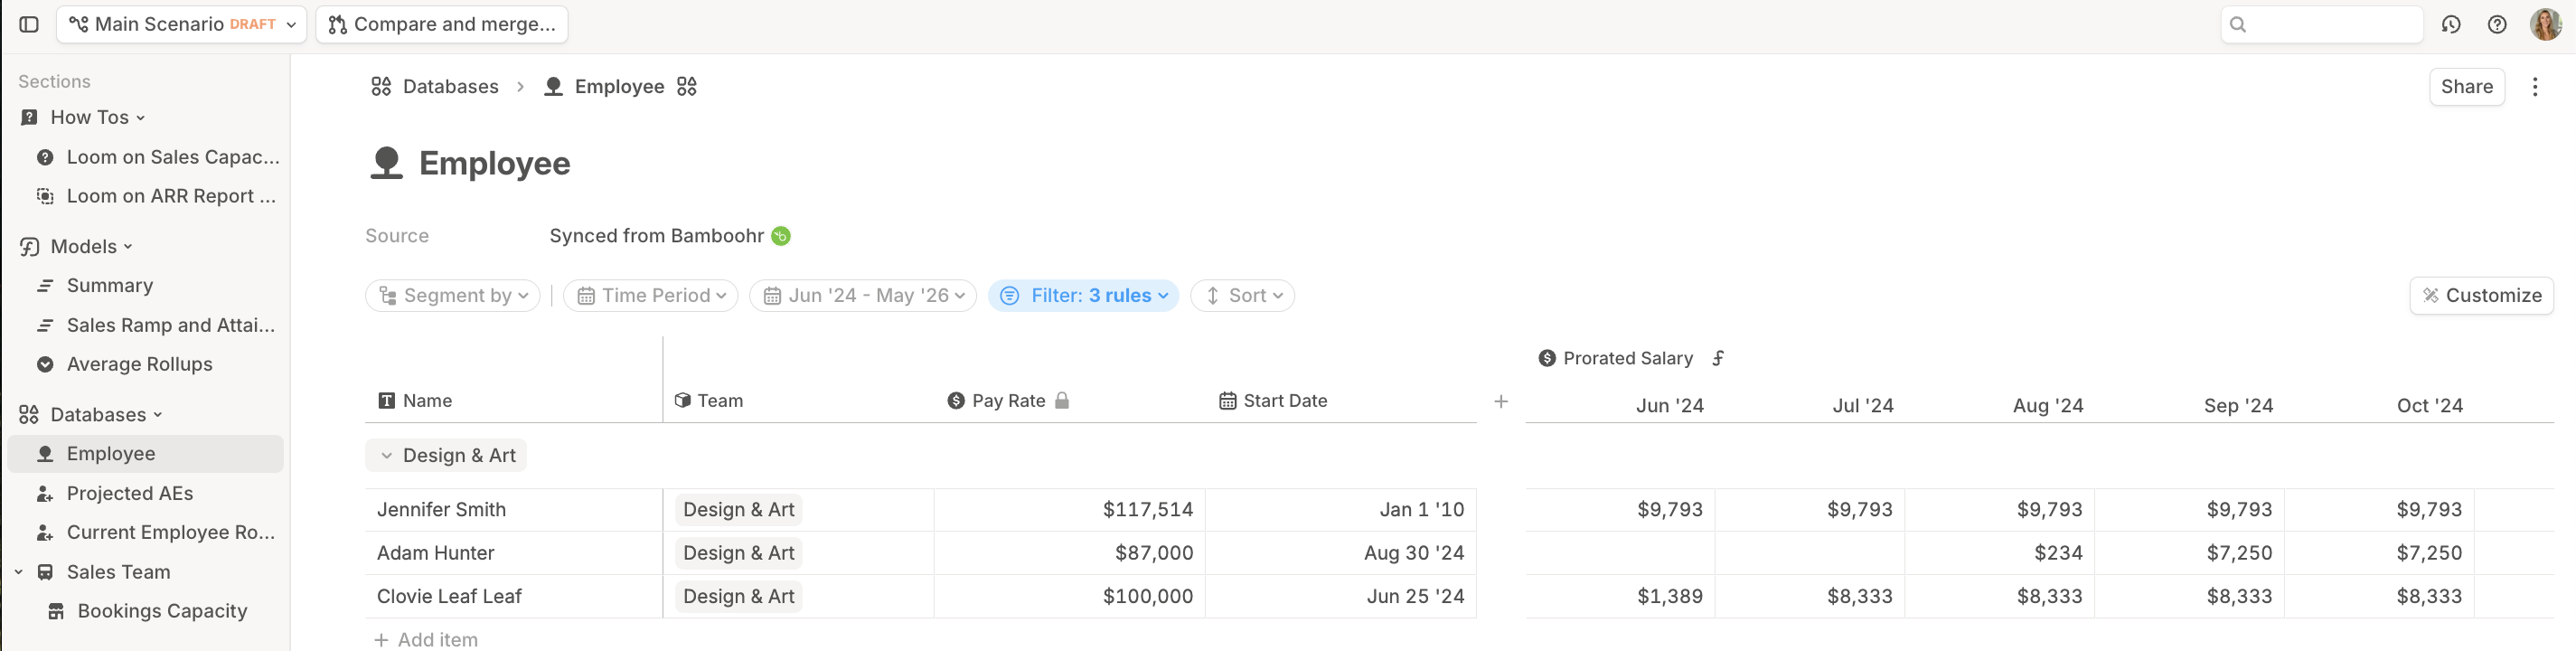 Main Scenario DRAFT
Compare and merge...
Sections
How Tos
Loom on Sales Capac...
Loom on ARR Report ...
Models
Summary
Sales Ramp and Attai...
Average Rollups
Databases
Employee
Projected AEs
Current Employee Ro...
Sales Team
Bookings Capacity
Databases > Employee
Share
Employee
Source Synced from Bamboohr
Segment by Time Period Jun '24 - May '26 Filter: 3 rules Sort Customize
Prorated Salary
Name Team Pay Rate Start Date + Jun '24 Jul '24 Aug '24 Sep '24 Oct '24
Design & Art
Jennifer Smith Design & Art $117,514 Jan 1 '10 $9,793 $9,793 $9,793 $9,793 $9,793
Adam Hunter Design & Art $87,000 Aug 30 '24 $234 $7,250 $7,250
Clovie Leaf Leaf Design & Art $100,000 Jun 25 '24 $1,389 $8,333 $8,333 $8,333 $8,333
+ Add item